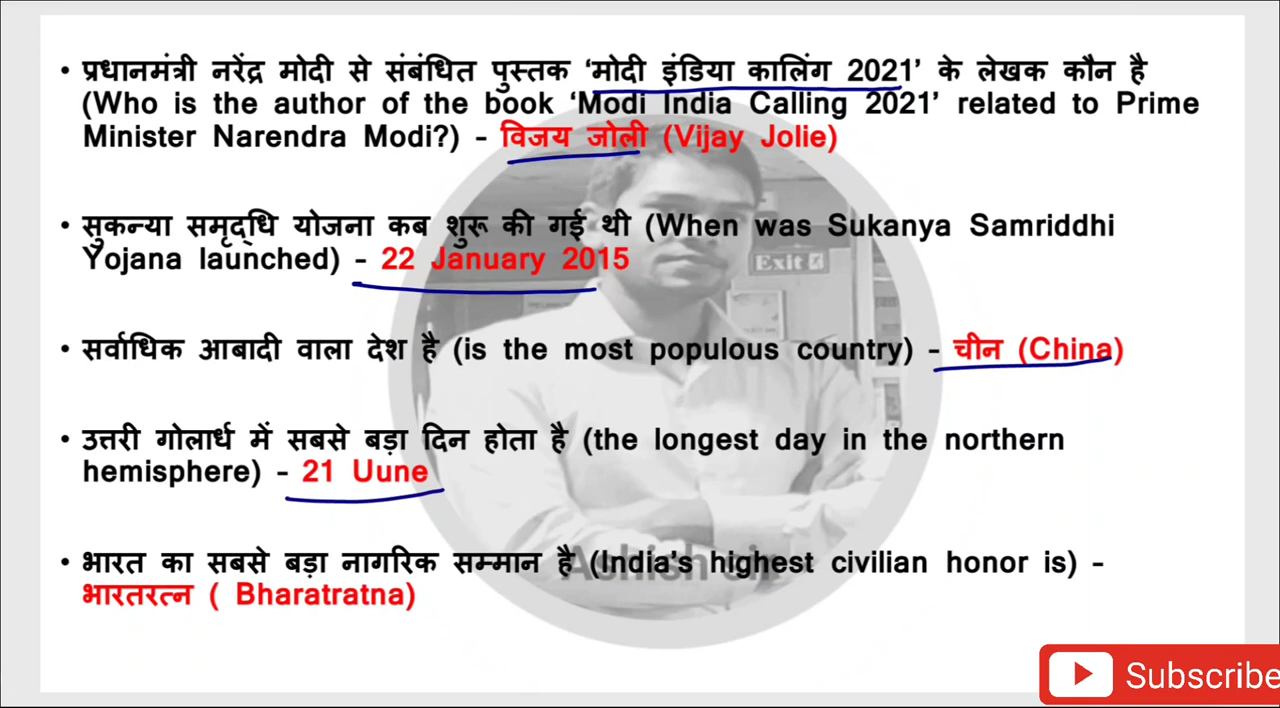 • प्रधानमंत्री नरेंद्र मोदी से संबंधित पुस्तक ‘मोदी इंडिया कालिंग 2021’ के लेखक कौन है
(Who is the author of the book ‘Modi India Calling 2021’ related to Prime
Minister Narendra Modi?) – विजय जोली (Vijay Jolie)
Exit
• सुकन्या समृद्धि योजना कब शुरू की गई थी (When was Sukanya Samriddhi
Yojana launched) – 22 January 2015
• सर्वाधिक आबादी वाला देश है (is the most populous country) – चीन (China)
• उत्तरी गोलार्ध में सबसे बड़ा दिन होता है (the longest day in the northern
hemisphere) – 21 Uune
• भारत का सबसे बड़ा नागरिक सम्मान है (India’s highest civilian honor is) –
भारतरत्न ( Bharatratna)
Ashish sir
Subscribe